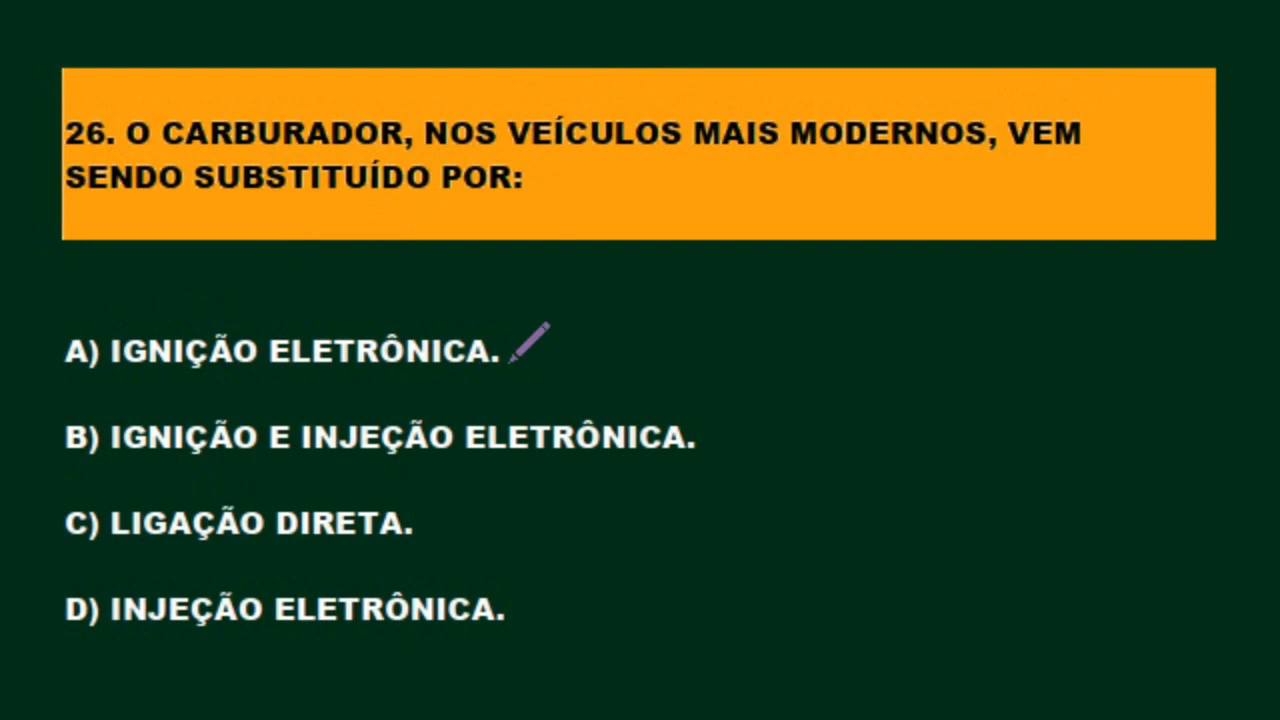 26. O CARBURADOR, NOS VEÍCULOS MAIS MODERNOS, VEM
SENDO SUBSTITUÍDO POR:
A) IGNIÇÃO ELETRÔNICA.
B) IGNIÇÃO E INJEÇÃO ELETRÔNICA.
C) LIGAÇÃO DIRETA.
D) INJEÇÃO ELETRÔNICA.